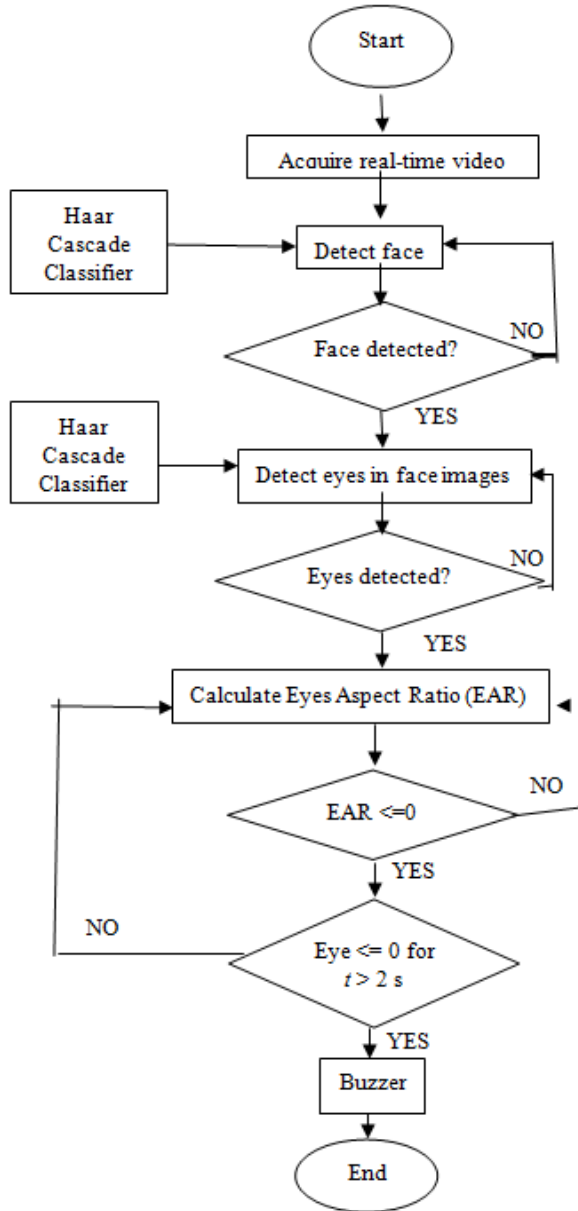 Start
Acquire real-time video
Haar
Cascade
Classifier
Detect face
NO
Face detected?
YES
Haar
Cascade
Classifier
Detect eyes in face images
NO
Eyes detected?
YES
Calculate Eyes Aspect Ratio (EAR)
NO
EAR <=0
YES
NO
Eye <= 0 for
t > 2 s
YES
Buzzer
End